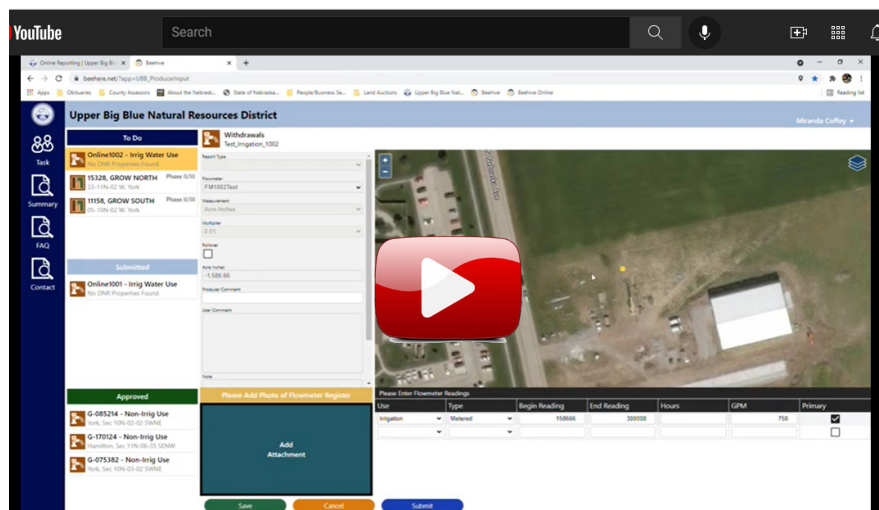 YouTube
Search
Online Reporting | Upper Big Blu
Beehive
beehere.net/?app=UBB_ProducerInput
Apps
Obituaries
County Assessors
About the Nebrask...
State of Nebraska...
People/Business Se...
Land Auctions
Upper Big Blue Nat...
Beehive
Beehive Online
Reading list
Upper Big Blue Natural Resources District
Miranda Coffey
Task
Summary
FAQ
Contact
To Do
Online1002 - Irrig Water Use
No DNR Properties Found
15328, GROW NORTH
Phase II/III
33-11N-02 W. York
11158, GROW SOUTH
Phase II/III
05-10N-02 W. York
Submitted
Online1001 - Irrig Water Use
No DNR Properties Found
Approved
G-085214 - Non-Irrig Use
York, Sec 10N-03-02 SWNE
G-170124 - Non-Irrig Use
Hamilton, Sec 11N-06-35 SENW
G-075382 - Non-Irrig Use
York, Sec 10N-03-02 SWNE
Withdrawals
Test_Irrigation_1002
Report Type
Flowmeter
FM1002Test
Measurement
Acre Inches
Multiplier
0.01
Rollover
Acre Inches
-1,586.66
Producer Comment
User Comment
Note
Please Add Photo of Flowmeter Register
Add
Attachment
Please Enter Flowmeter Readings
Use Type Begin Reading End Reading Hours GPM Primary
Irrigation Metered 158666 300000 750
Save
Cancel
Submit